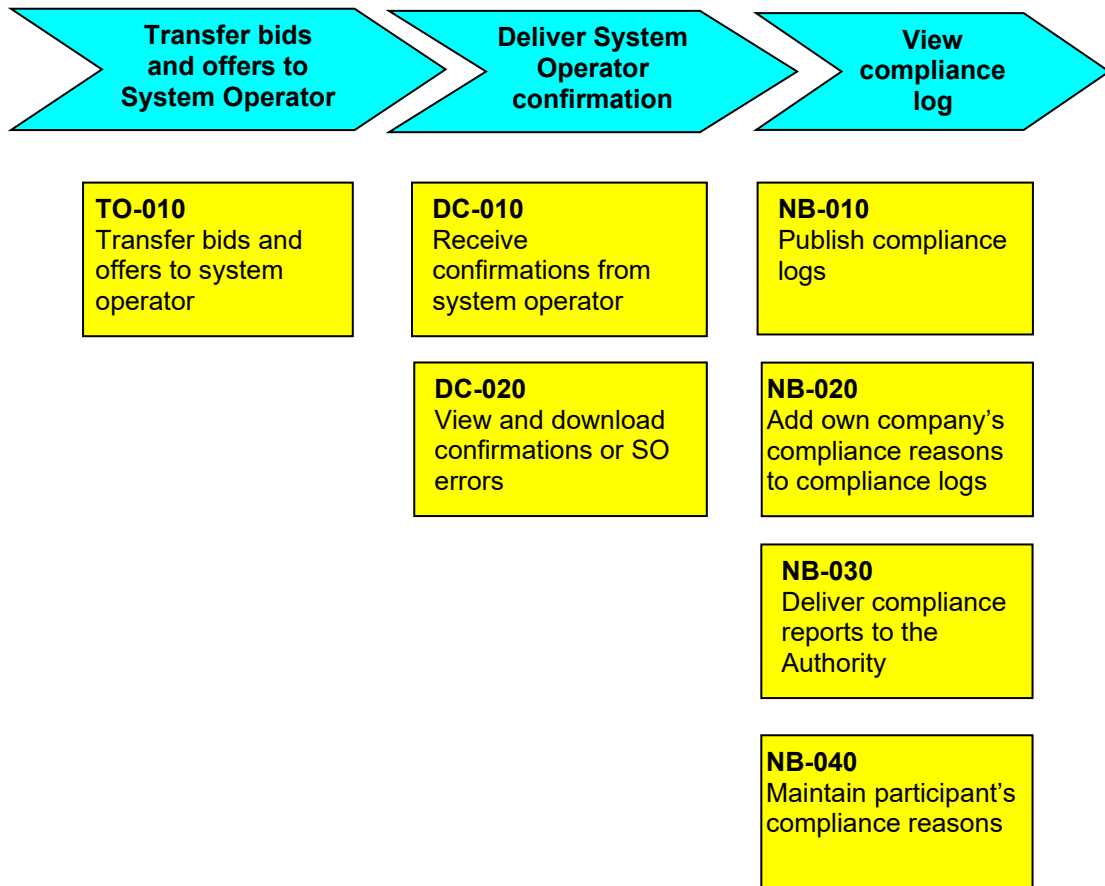 Transfer bids
and offers to
System Operator
Deliver System
Operator
confirmation
View
compliance
log
TO-010
Transfer bids and
offers to system
operator
DC-010
Receive
confirmations from
system operator
NB-010
Publish compliance
logs
DC-020
View and download
confirmations or SO
errors
NB-020
Add own company’s
compliance reasons
to compliance logs
NB-030
Deliver compliance
reports to the
Authority
NB-040
Maintain participant’s
compliance reasons